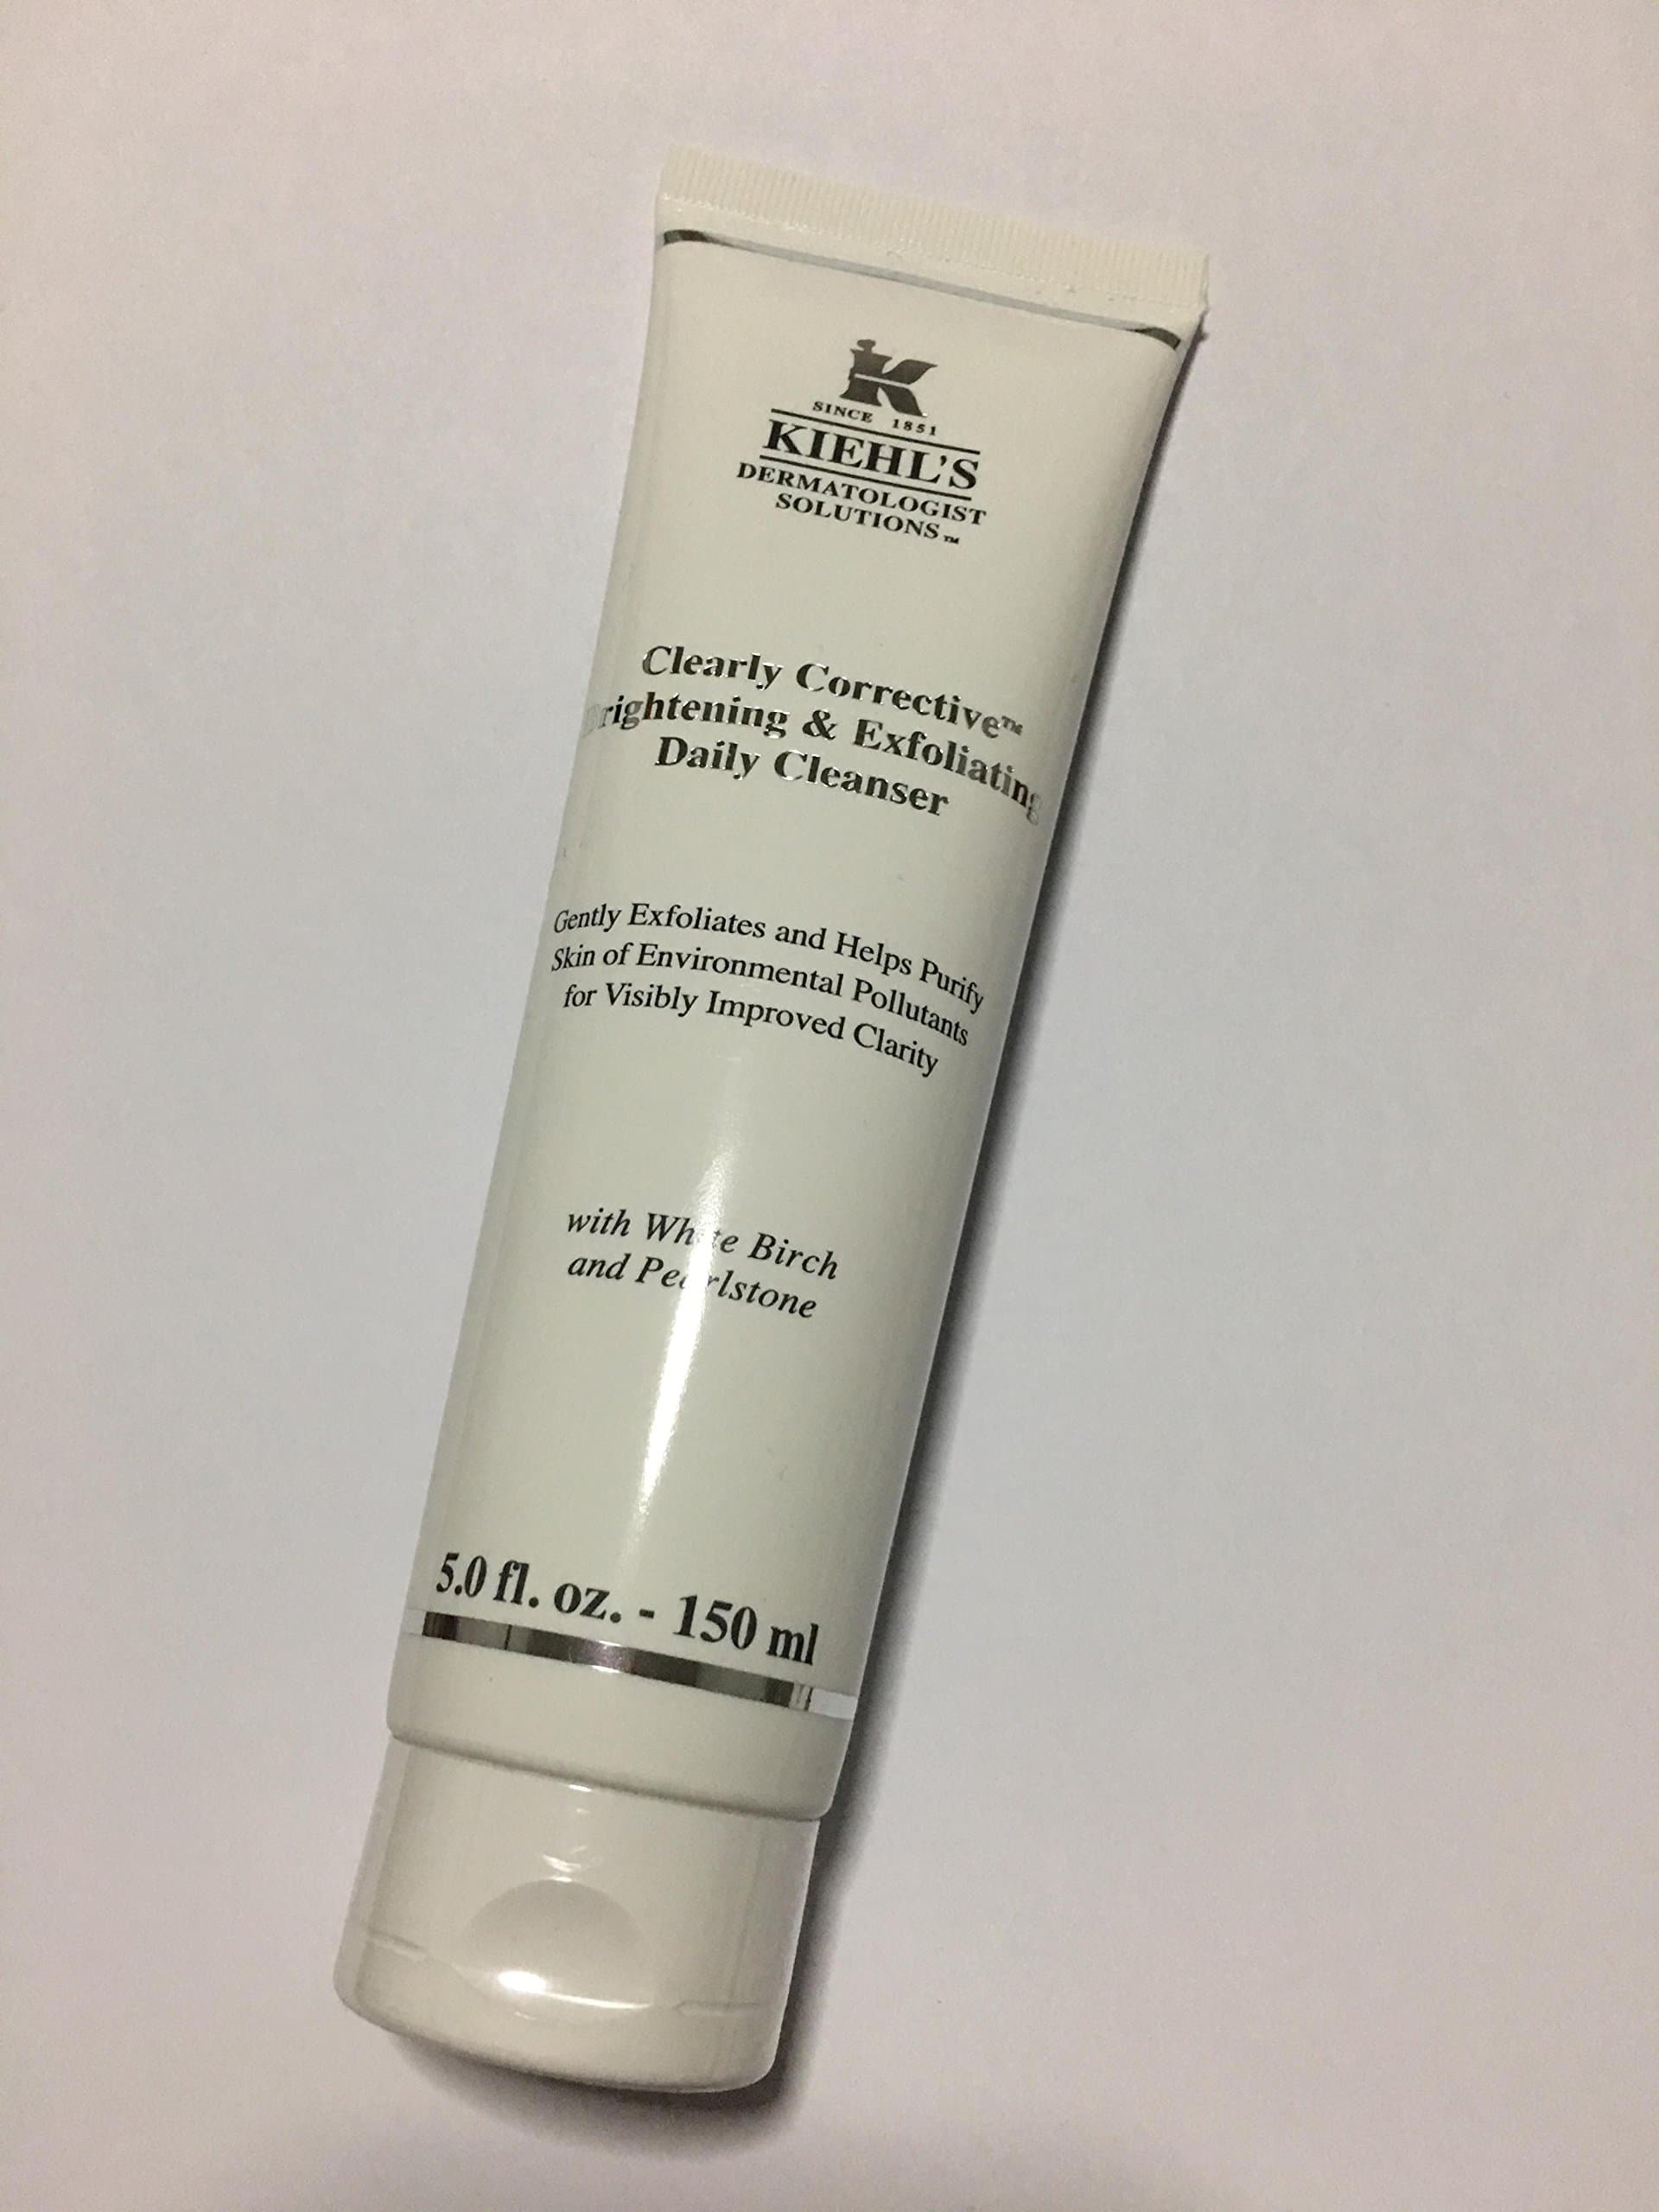 K
SINCE 1851
KIEHL'S
DERMATOLOGIST
SOLUTIONS™
Clearly Corrective™
Brightening & Exfoliating
Daily Cleanser
Gently Exfoliates and Helps Purify
Skin of Environmental Pollutants
for Visibly Improved Clarity
with White Birch
and Pearlstone
5.0 fl. oz. - 150 ml